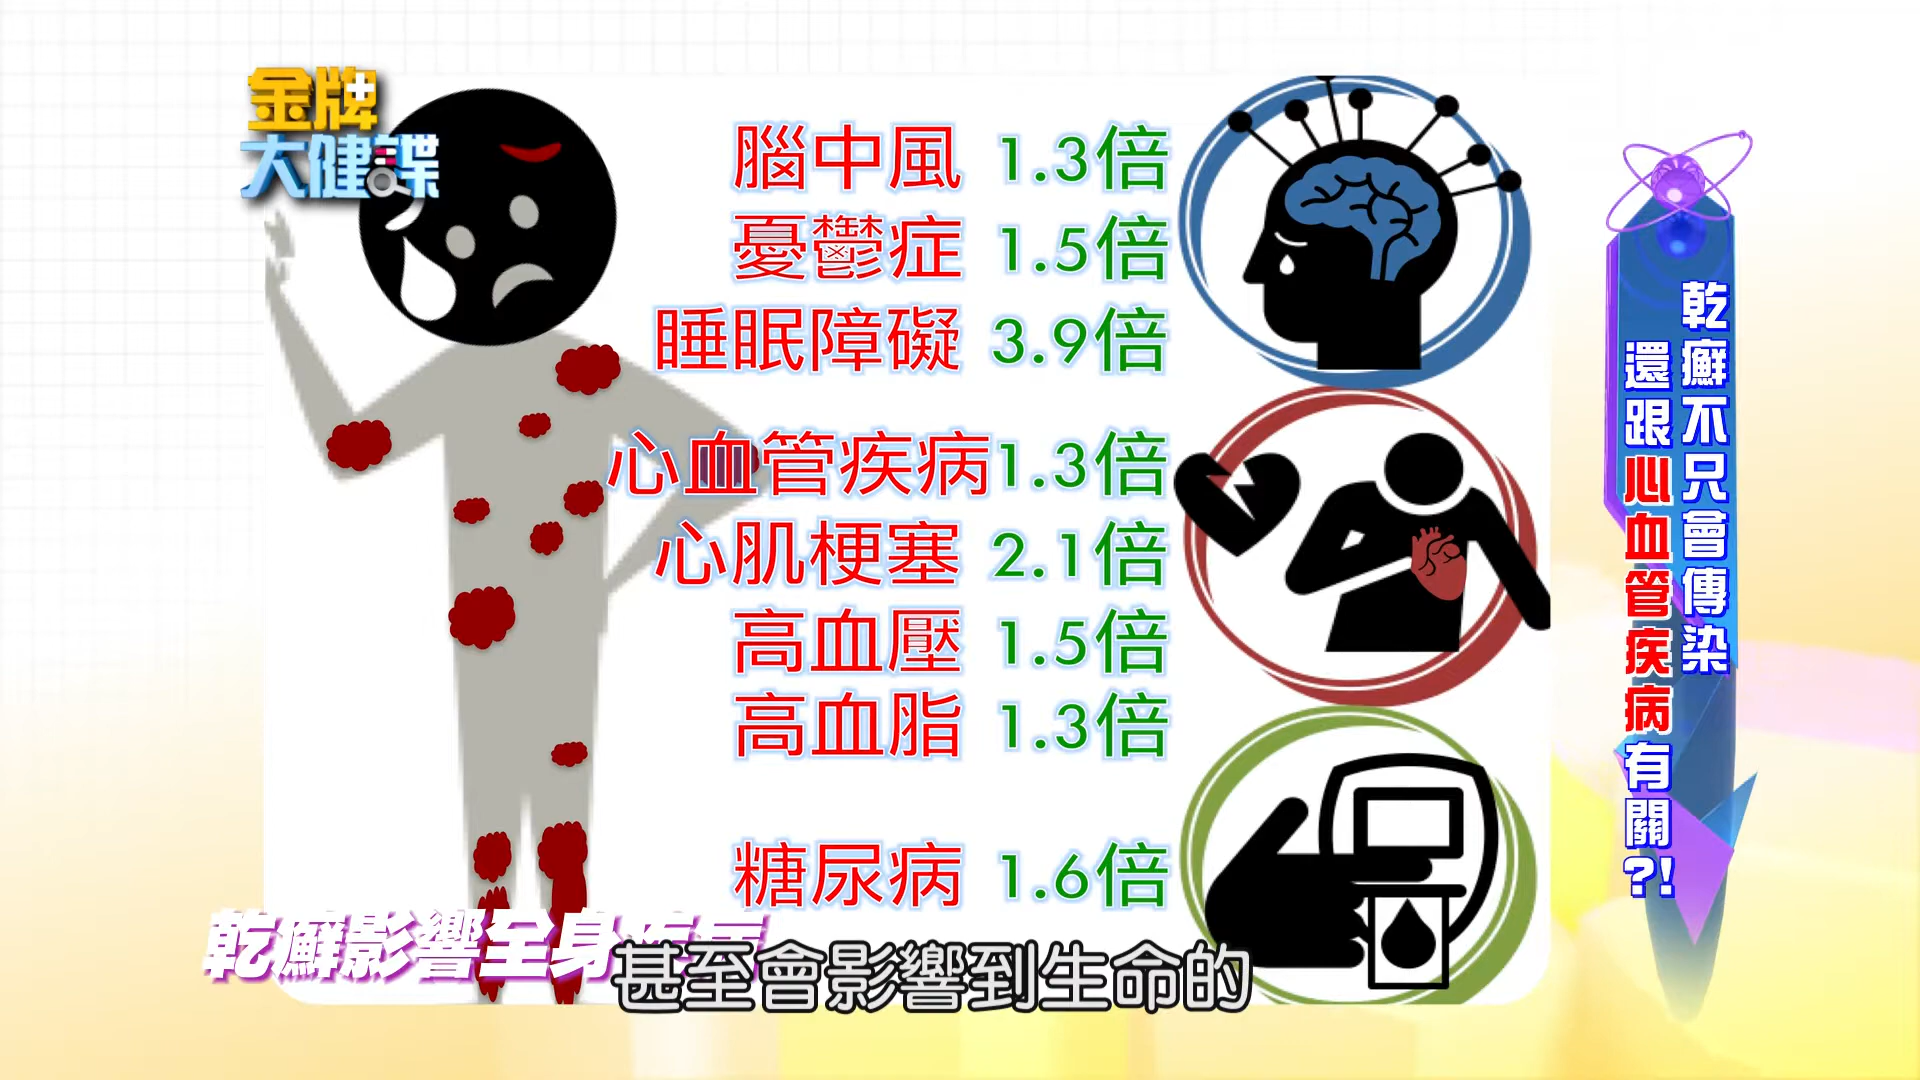 金牌
大健諜
腦中風 1.3倍
憂鬱症 1.5倍
睡眠障礙 3.9倍
心血管疾病1.3倍
心肌梗塞 2.1倍
高血壓 1.5倍
高血脂 1.3倍
糖尿病 1.6倍
乾癬不只會傳染
還跟心血管疾病有關?!
乾癬影響全身疾病
甚至會影響到生命的